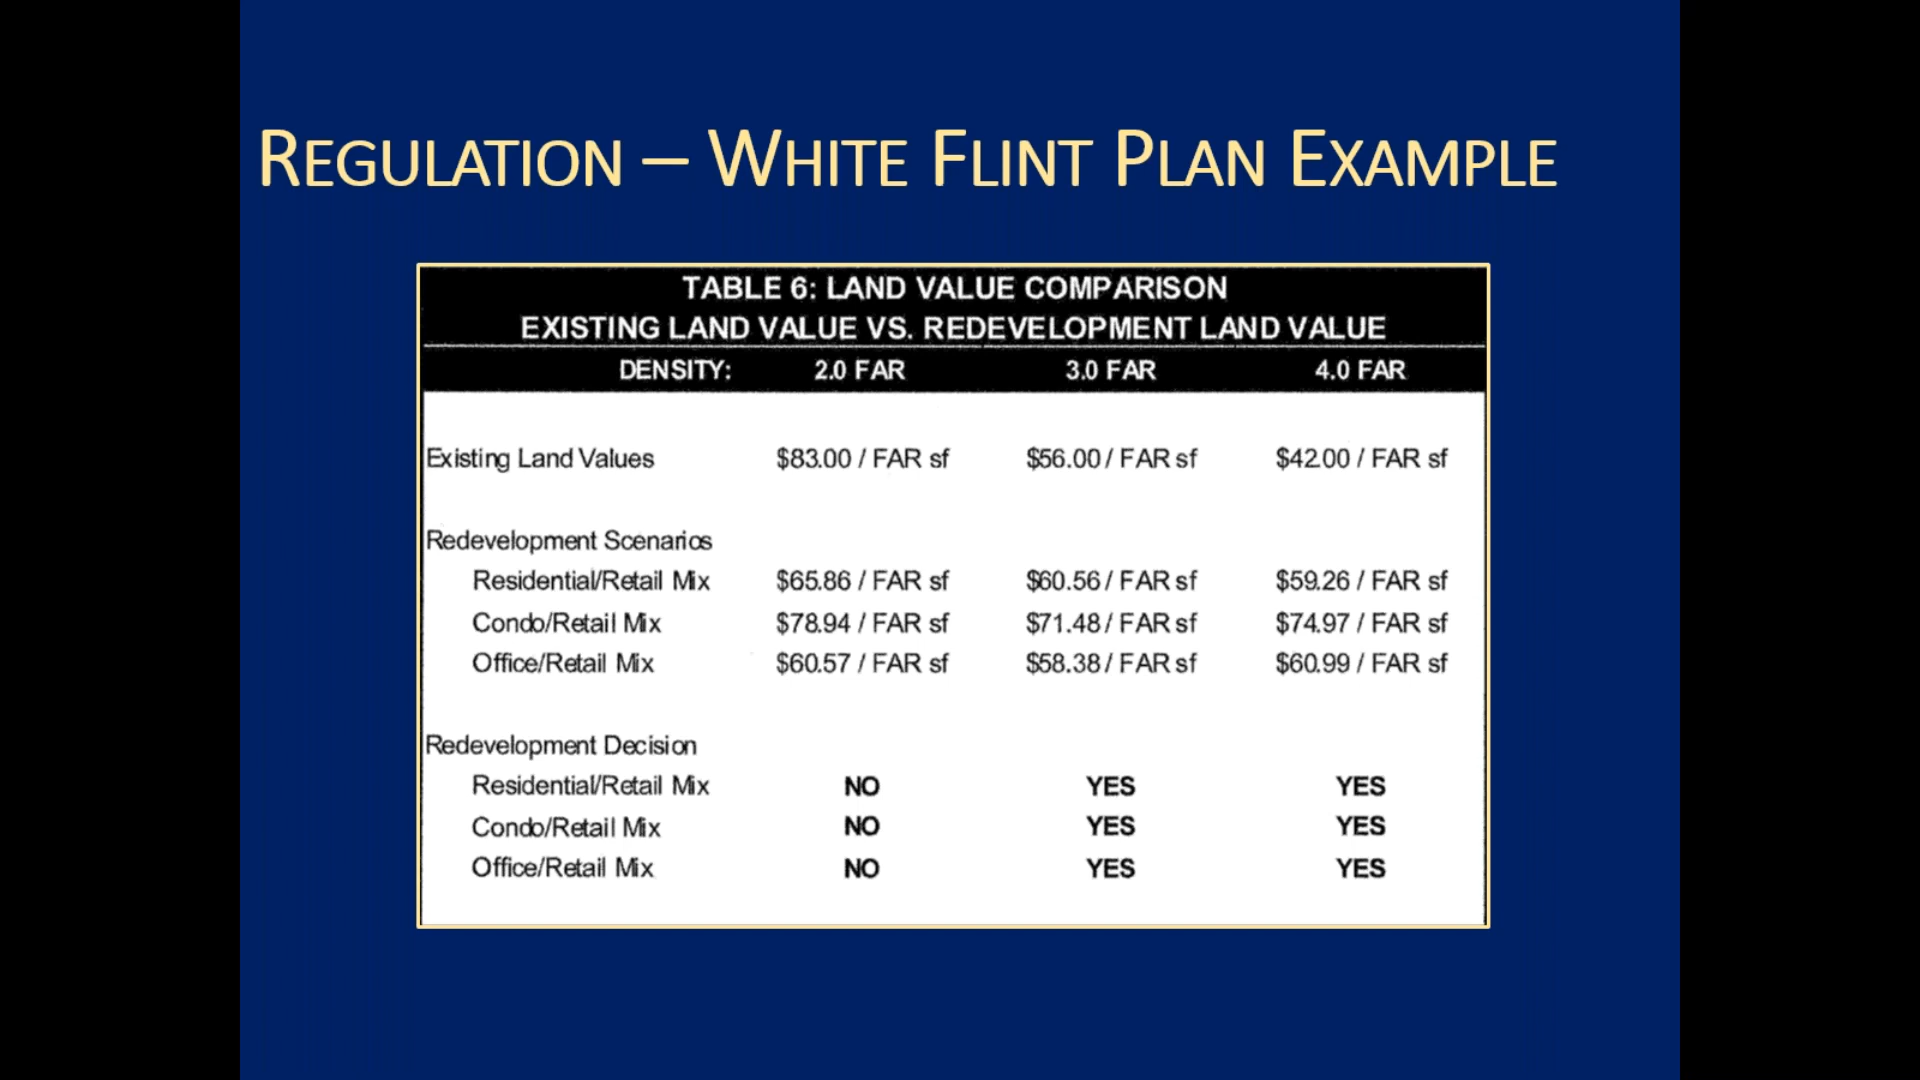 REGULATION – WHITE FLINT PLAN EXAMPLE
TABLE 6: LAND VALUE COMPARISON
EXISTING LAND VALUE VS. REDEVELOPMENT LAND VALUE
DENSITY: 2.0 FAR 3.0 FAR 4.0 FAR
Existing Land Values $83.00 / FAR sf $56.00 / FAR sf $42.00 / FAR sf
Redevelopment Scenarios
Residential/Retail Mix $65.86 / FAR sf $60.56 / FAR sf $59.26 / FAR sf
Condo/Retail Mix $78.94 / FAR sf $71.48 / FAR sf $74.97 / FAR sf
Office/Retail Mix $60.57 / FAR sf $58.38 / FAR sf $60.99 / FAR sf
Redevelopment Decision
Residential/Retail Mix NO YES YES
Condo/Retail Mix NO YES YES
Office/Retail Mix NO YES YES